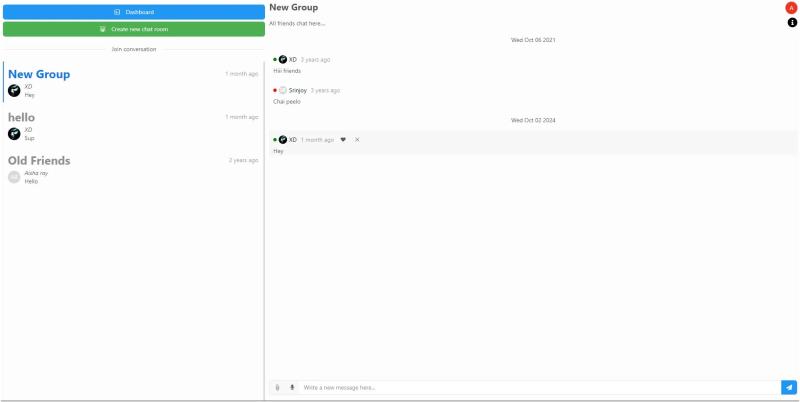 Dashboard
Create new chat room
Join conversation
New Group
1 month ago
XD
Hey
hello
1 month ago
XD
Sup
Old Friends
2 years ago
Aisha ray
Hello
New Group
A
All friends chat here...
Wed Oct 06 2021
XD 3 years ago
Hiii friends
Srinjoy 3 years ago
Chai peelo
Wed Oct 02 2024
XD 1 month ago
Hey
Write a new message here...